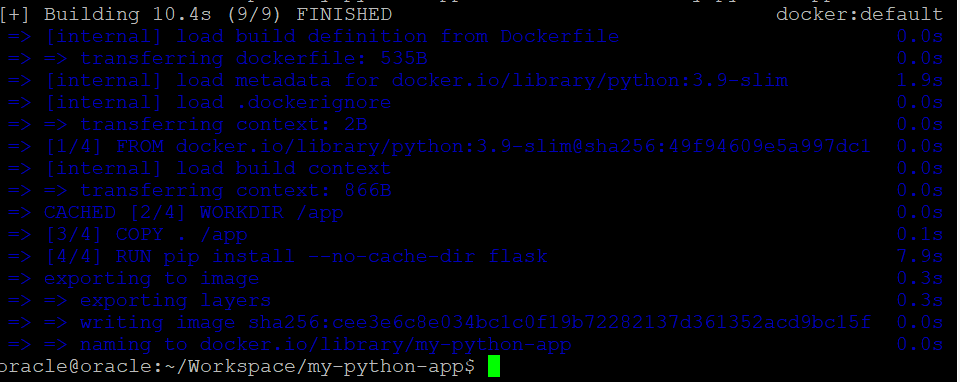 [+] Building 10.4s (9/9) FINISHED docker:default
=> [internal] load build definition from Dockerfile 0.0s
=> => transferring dockerfile: 535B 0.0s
=> [internal] load metadata for docker.io/library/python:3.9-slim 1.9s
=> [internal] load .dockerignore 0.0s
=> => transferring context: 2B 0.0s
=> [1/4] FROM docker.io/library/python:3.9-slim@sha256:49f94609e5a997dc1 0.0s
=> [internal] load build context 0.0s
=> => transferring context: 866B 0.0s
=> CACHED [2/4] WORKDIR /app 0.0s
=> [3/4] COPY . /app 0.1s
=> [4/4] RUN pip install --no-cache-dir flask 7.9s
=> exporting to image 0.3s
=> => exporting layers 0.3s
=> => writing image sha256:cee3e6c8e034bc1c0f19b72282137d361352acd9bc15f 0.0s
=> => naming to docker.io/library/my-python-app 0.0s
oracle@oracle:~/Workspace/my-python-app$